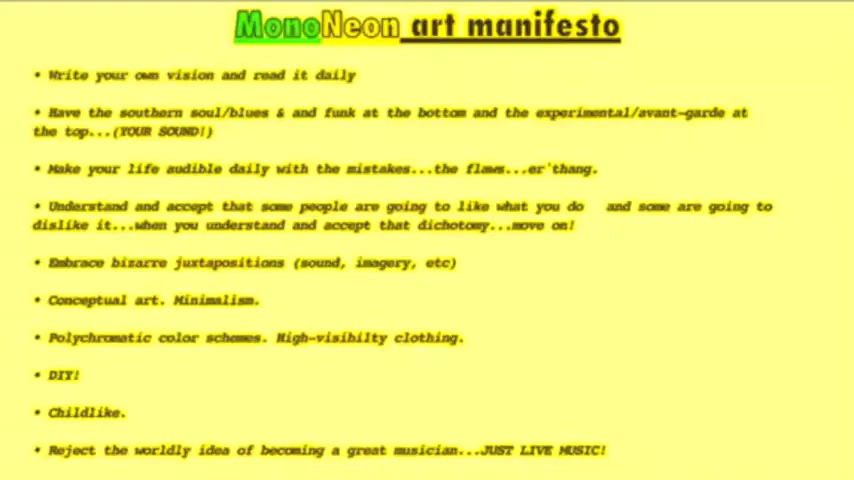 MonoNeon art manifesto
• Write your own vision and read it daily
• Have the southern soul/blues & and funk at the bottom and the experimental/avant-garde at
the top...(YOUR SOUND!)
• Make your life audible daily with the mistakes...the flaws...er'thang.
• Understand and accept that some people are going to like what you do   and some are going to
dislike it...when you understand and accept that dichotomy...move on!
• Embrace bizarre juxtapositions (sound, imagery, etc)
• Conceptual art. Minimalism.
• Polychromatic color schemes. High-visibilty clothing.
• DIY!
• Childlike.
• Reject the worldly idea of becoming a great musician...JUST LIVE MUSIC!